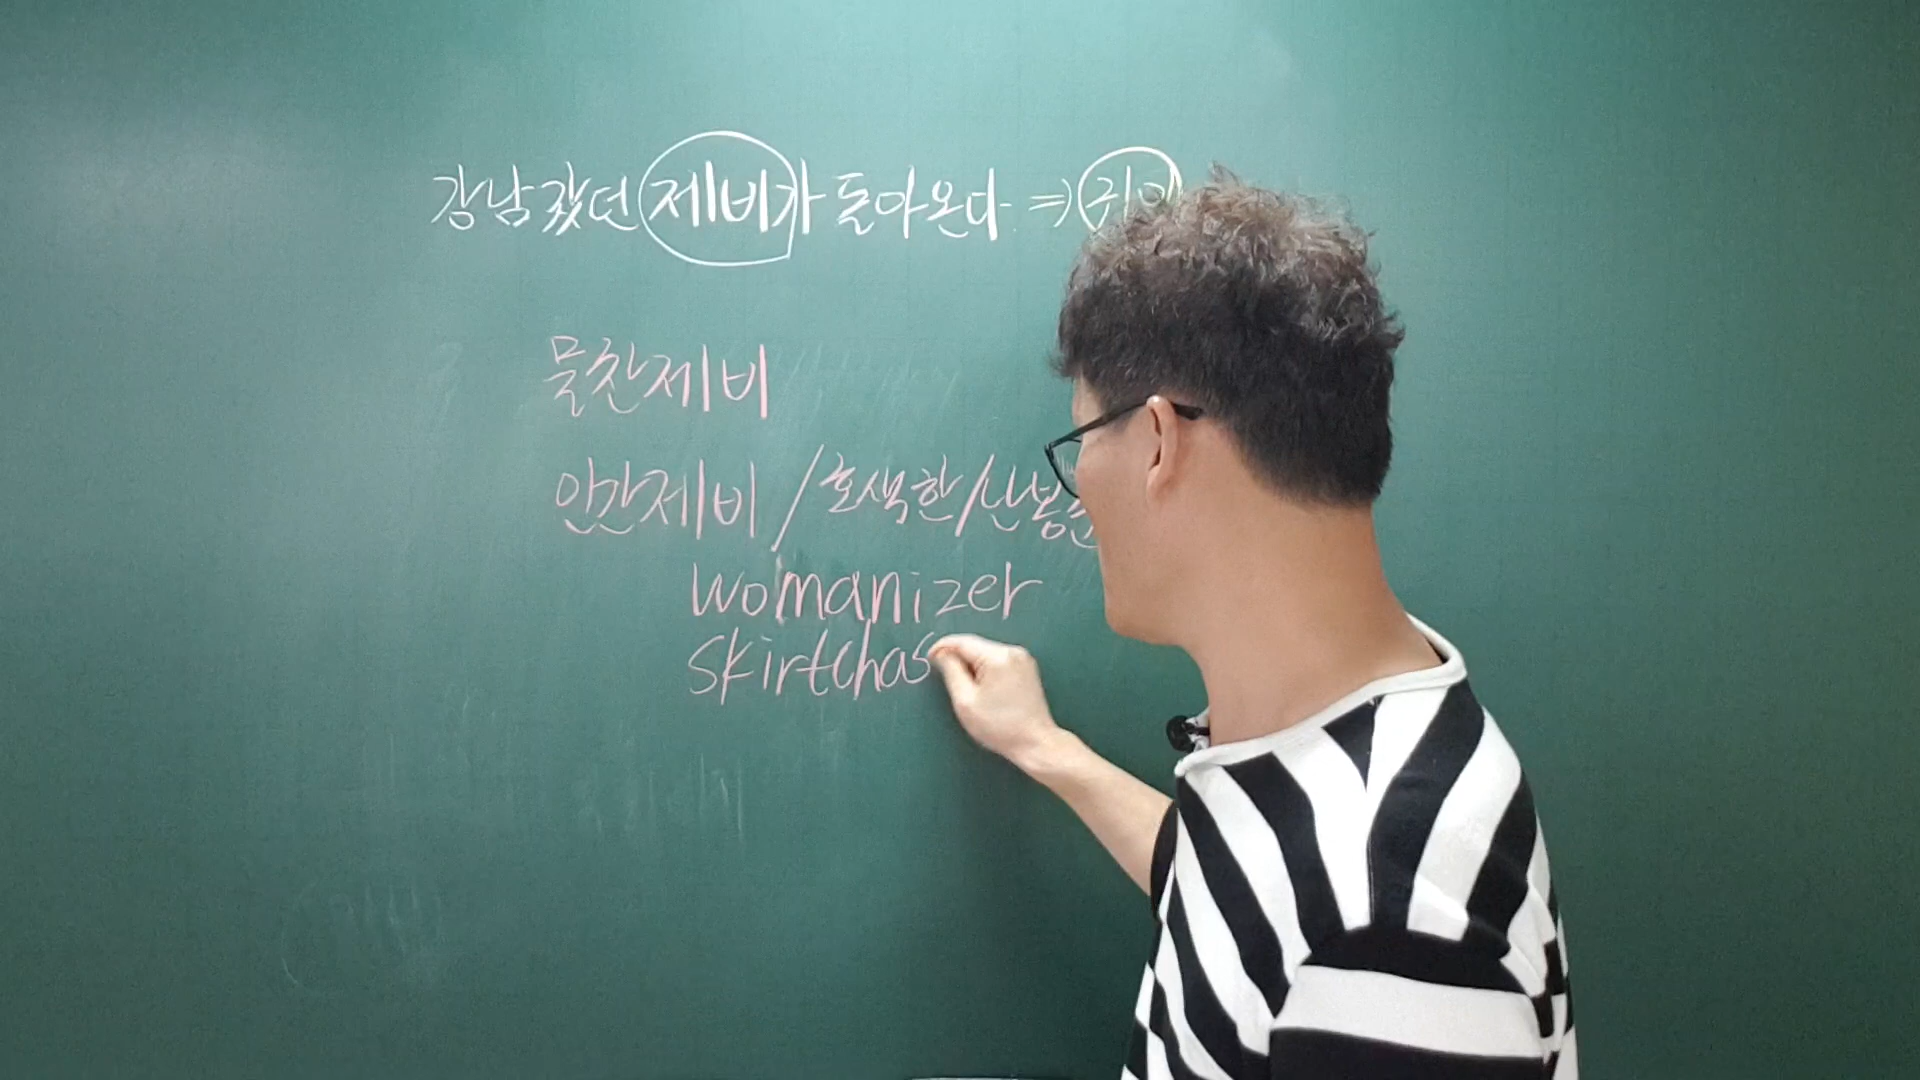 강남갔던 제비가 돌아온다 ⇒
물찬제비
인간제비 / 호색한 /
womanizer
skirtchas